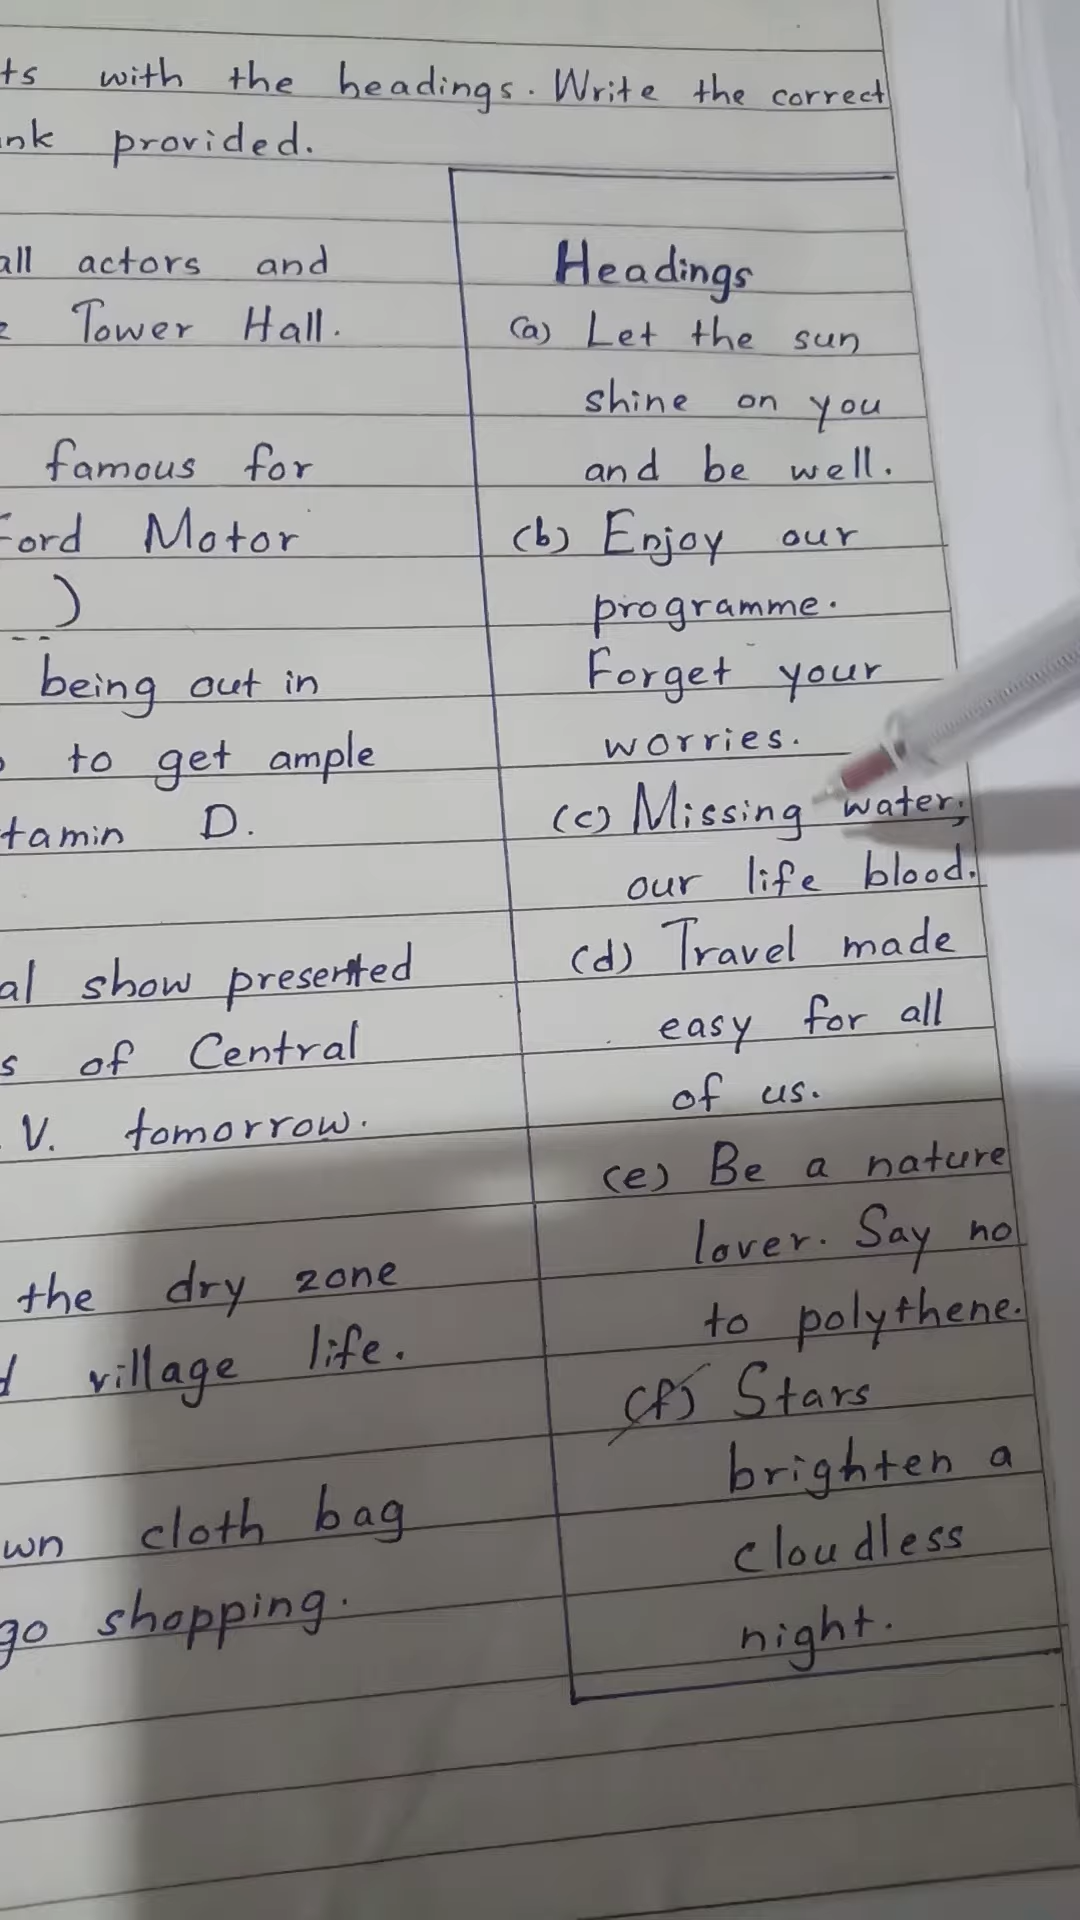 ts with the headings. Write the correct
ink provided.
all actors and
Tower Hall.
famous for
Ford Motor
)
being out in
to get ample
tamin D.
al show presented
s of Central
V. tomorrow.
the dry zone
d village life.
wn cloth bag
go shopping.
Headings
(a) Let the sun
shine on you
and be well.
(b) Enjoy our
programme.
Forget your
worries.
(c) Missing water,
our life blood.
(d) Travel made
easy for all
of us.
(e) Be a nature
lover. Say no
to polythene.
(f) Stars
brighten a
cloudless
night.